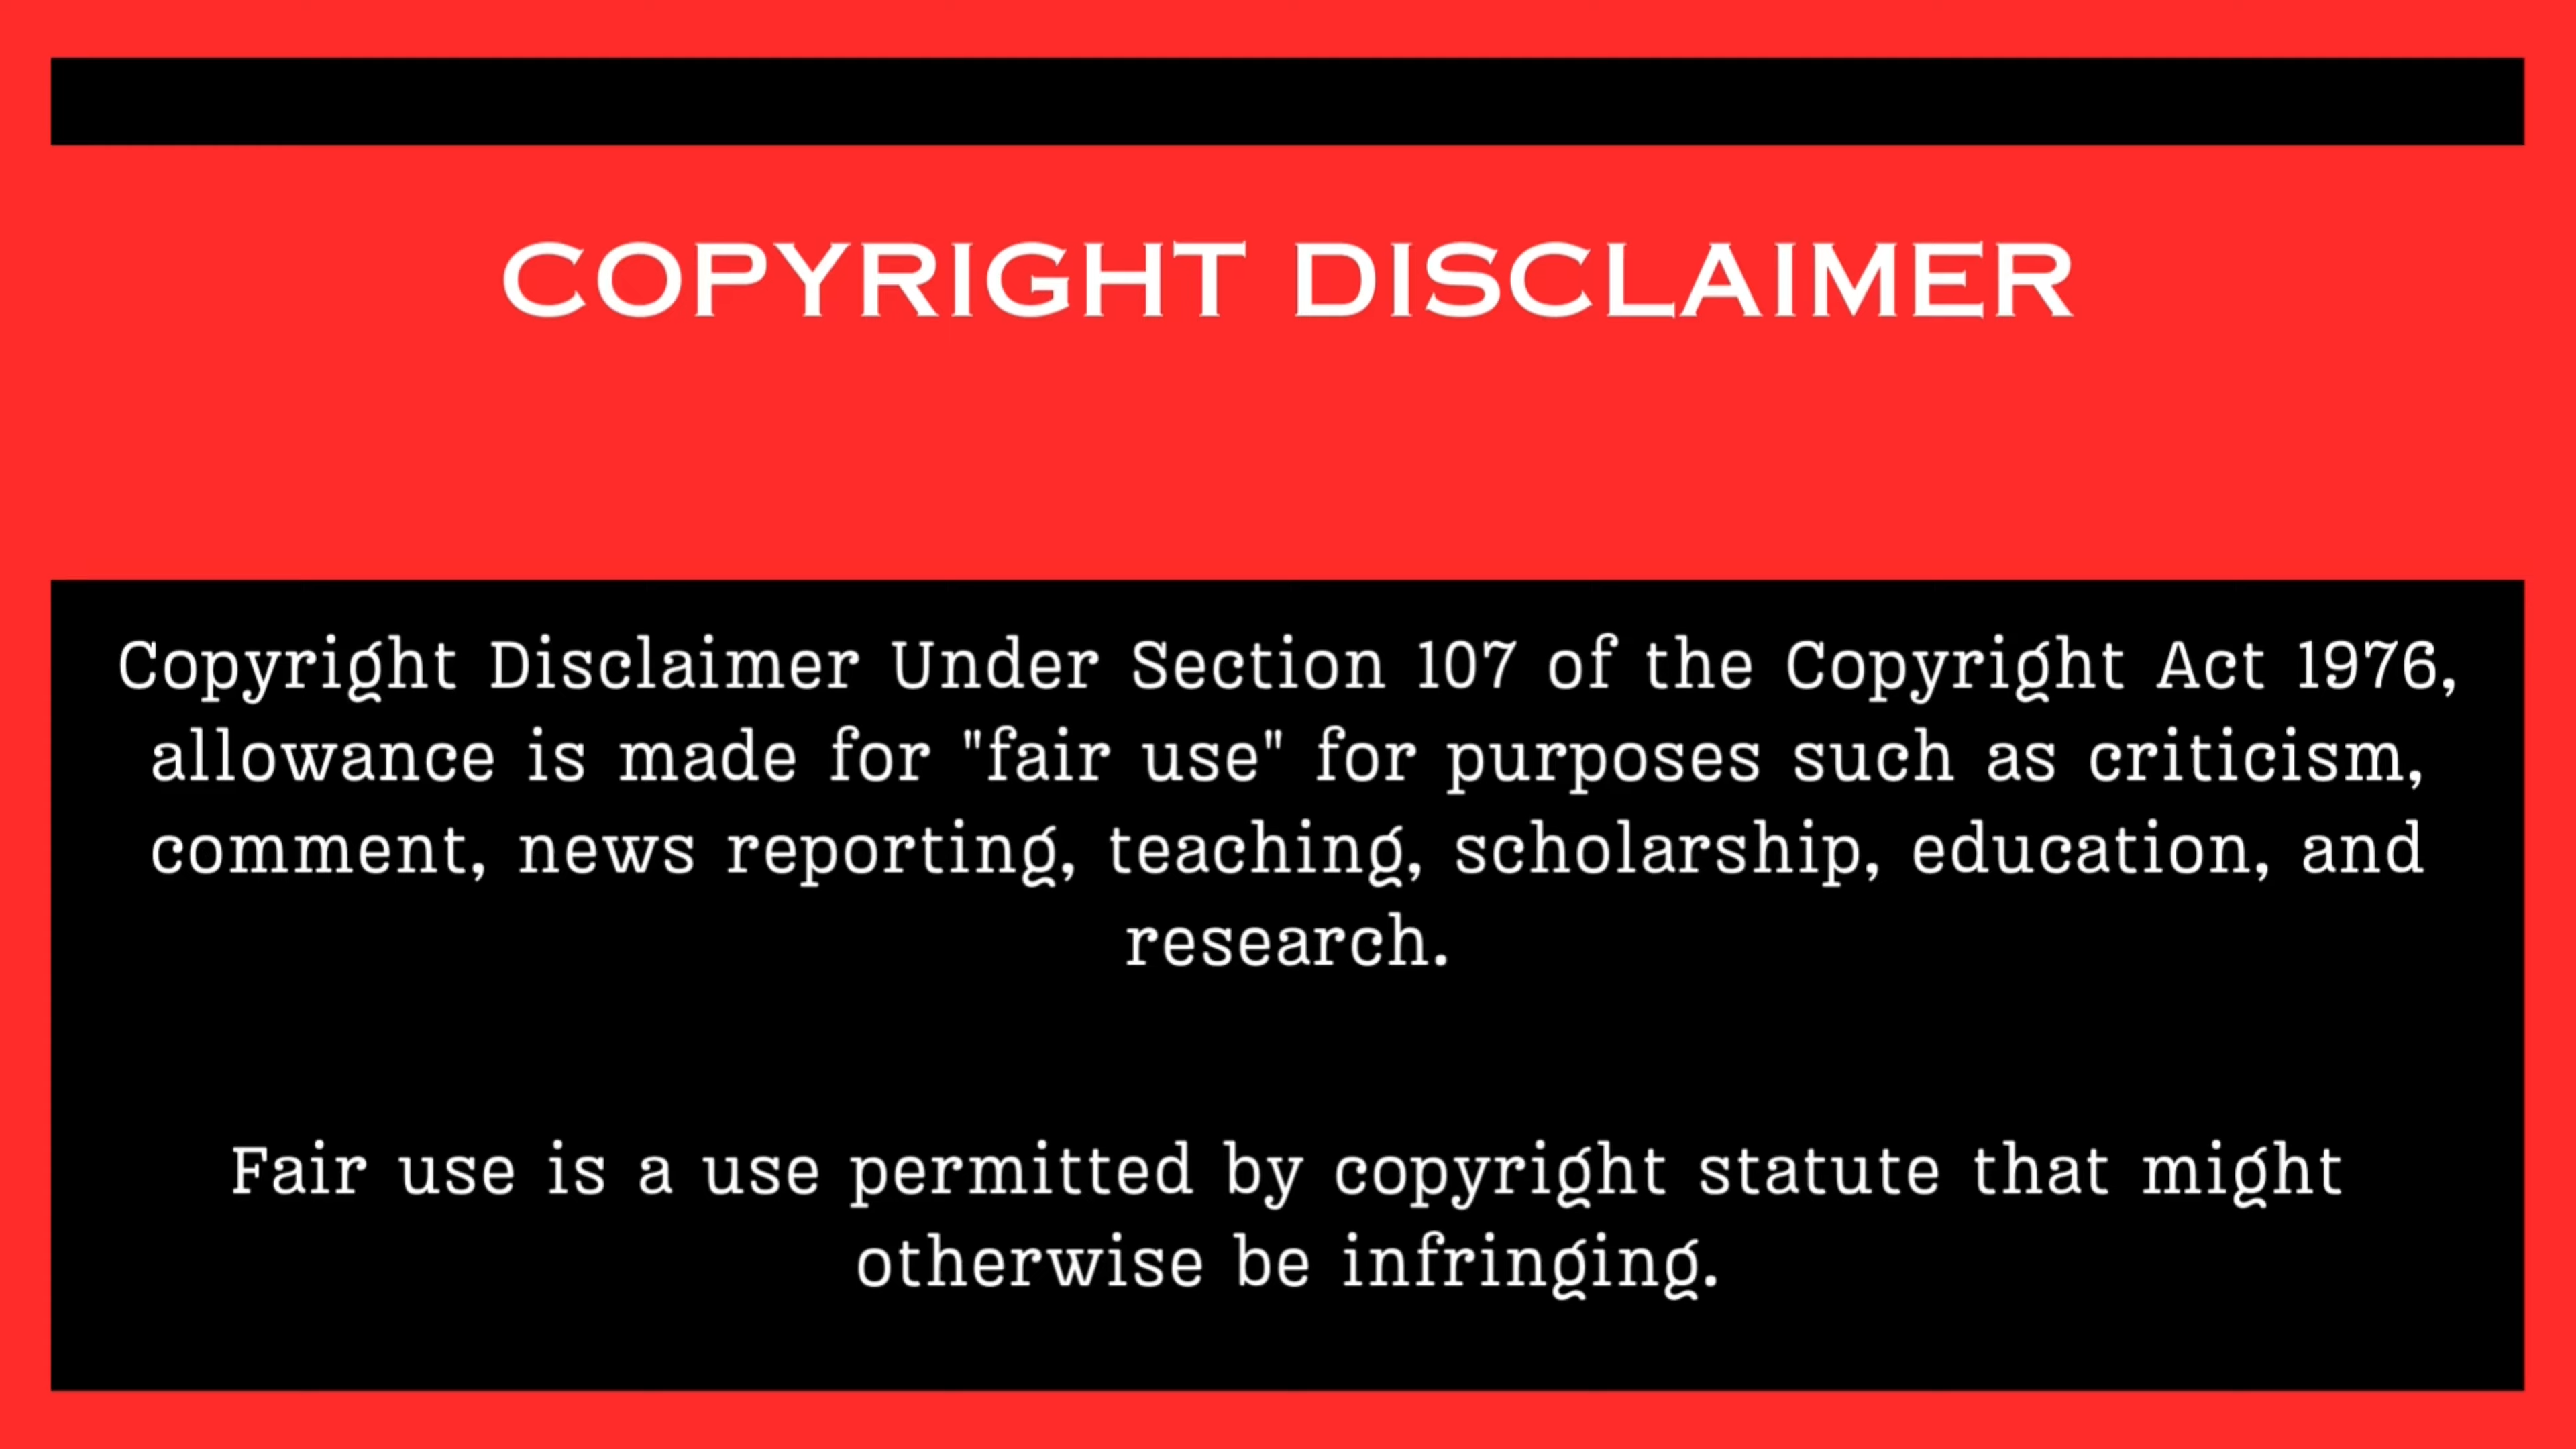 COPYRIGHT DISCLAIMER
Copyright Disclaimer Under Section 107 of the Copyright Act 1976,
allowance is made for "fair use" for purposes such as criticism,
comment, news reporting, teaching, scholarship, education, and
research.
Fair use is a use permitted by copyright statute that might
otherwise be infringing.